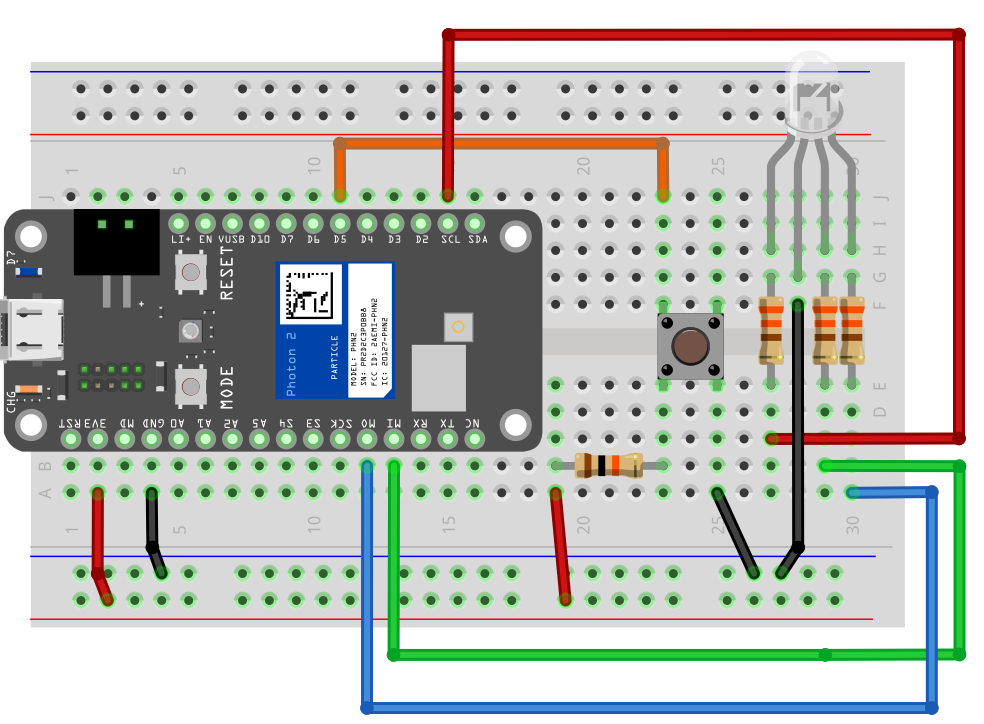 1 5 10 20 25 30
J J
LI+ EN VUSB D10 D7 D6 D5 D4 D3 D2 SCL SDA
I
H
G
F
D7
RESET
+
Photon 2
PARTICLE
MODEL: PHN2
FCC ID: 2AEMI-PHN2
IC: 20127-PHN2
MODE
CHG
E
D
RST 3V3 MD GND A0 A1 A2 A5 S4 S3 SCK MO MI RX TX NC
B
A
1 5 10 15 20 25 30